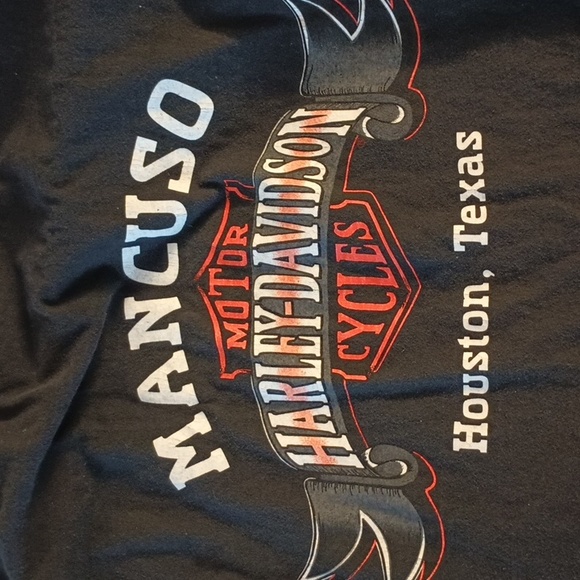 MANCUSO
MOTOR
HARLEY-DAVIDSON
CYCLES
Houston, Texas